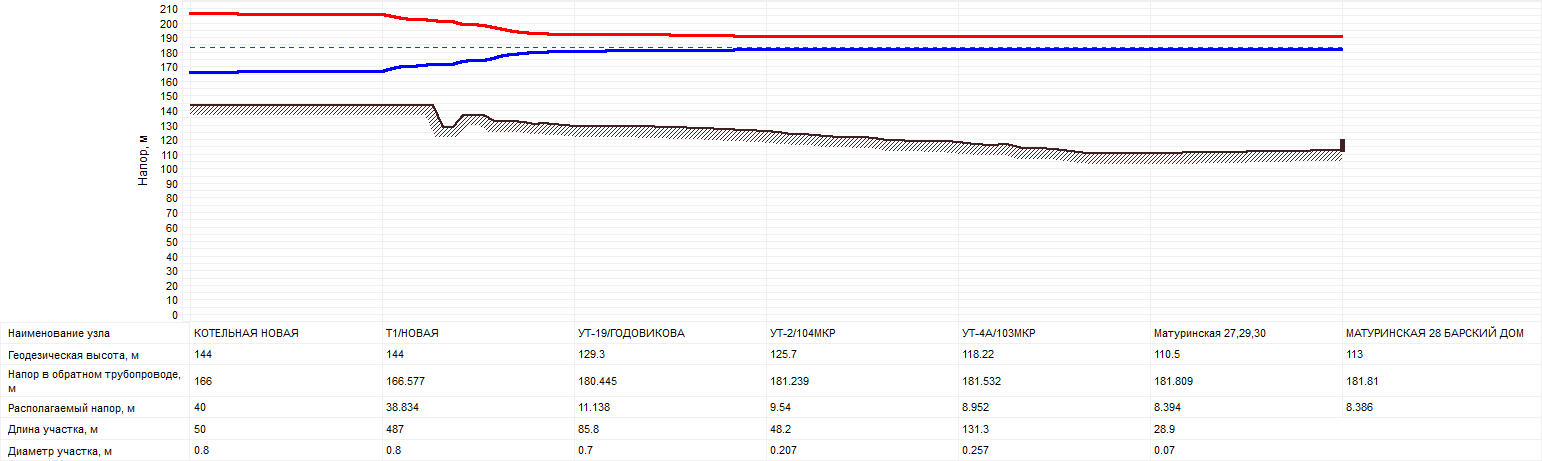 210
200
190
180
170
160
150
140
130
120
110
100
90
80
70
60
50
40
30
20
10
0
Напор, м
Наименование узла КОТЕЛЬНАЯ НОВАЯ Т1/НОВАЯ УТ-19/ГОДОВИКОВА УТ-2/104МКР УТ-4А/103МКР Матуринская 27,29,30 МАТУРИНСКАЯ 28 БАРСКИЙ ДОМ
Геодезическая высота, м 144 144 129.3 125.7 118.22 110.5 113
Напор в обратном трубопроводе,
м 166 166.577 180.445 181.239 181.532 181.809 181.81
Располагаемый напор, м 40 38.834 11.138 9.54 8.952 8.394 8.386
Длина участка, м 50 487 85.8 48.2 131.3 28.9
Диаметр участка, м 0.8 0.8 0.7 0.207 0.257 0.07